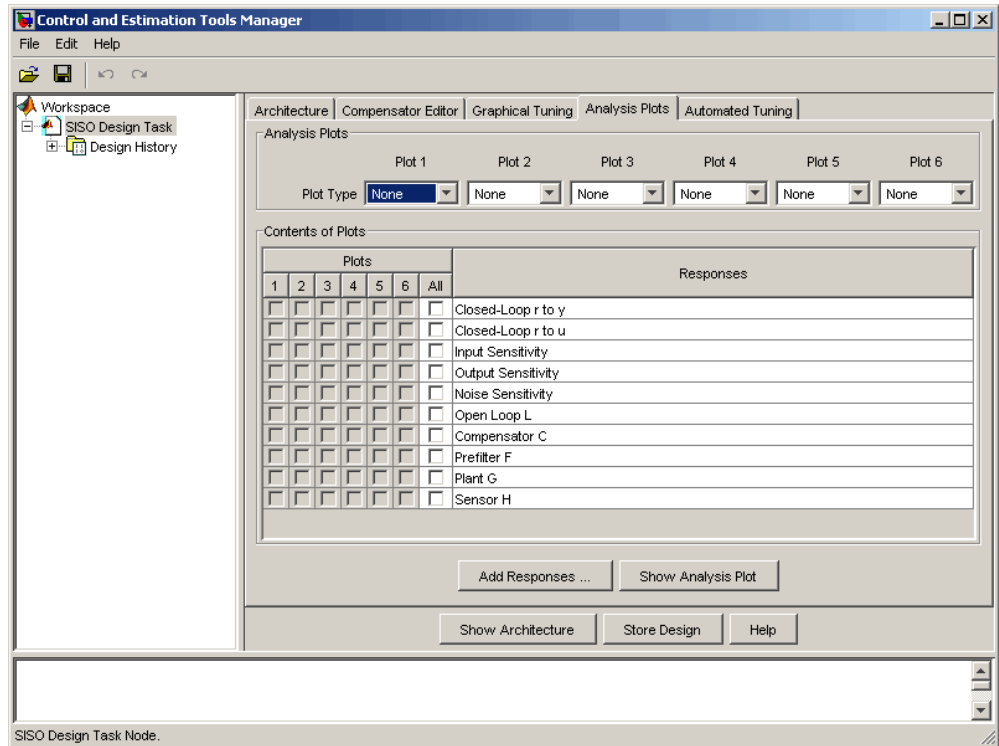 Control and Estimation Tools Manager
File Edit Help
Workspace
SISO Design Task
Design History
Architecture Compensator Editor Graphical Tuning Analysis Plots Automated Tuning
Analysis Plots
Plot 1 Plot 2 Plot 3 Plot 4 Plot 5 Plot 6
Plot Type None None None None None None
Contents of Plots
Plots
Responses
1 2 3 4 5 6 All
Closed-Loop r to y
Closed-Loop r to u
Input Sensitivity
Output Sensitivity
Noise Sensitivity
Open Loop L
Compensator C
Prefilter F
Plant G
Sensor H
Add Responses ... Show Analysis Plot
Show Architecture Store Design Help
SISO Design Task Node.